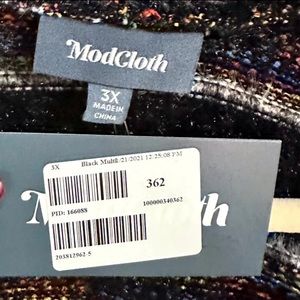 ModCloth
3X
MADE IN
CHINA
3X Black Multi 1/21/2021 12:25:08 PM
362
PID: 166088
100000340362
203812962-5
ModCloth